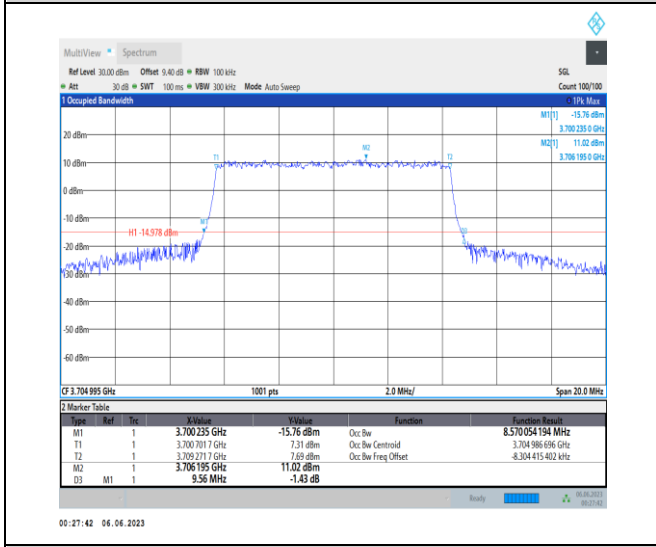 MultiView Spectrum
Ref Level 30.00 dBm Offset 9.40 dB RBW 100 kHz SGL
Att 30 dB SWT 100 ms VBW 300 kHz Mode Auto Sweep Count 100/100
1 Occupied Bandwidth 1Pk Max
M1[1] -15.76 dBm
3.700 235 0 GHz
20 dBm
M2[1] 11.02 dBm
3.706 195 0 GHz
M2
T1 T2
10 dBm
0 dBm
-10 dBm
M1
H1 -14.978 dBm
-20 dBm
-30 dBm
-40 dBm
-50 dBm
-60 dBm
CF 3.704 995 GHz 1001 pts 2.0 MHz/ Span 20.0 MHz
2 Marker Table
Type Ref Trc X-Value Y-Value Function Function Result
M1 1 3.700 235 GHz -15.76 dBm Occ Bw 8.570 054 194 MHz
T1 1 3.700 701 7 GHz 7.31 dBm Occ Bw Centroid 3.704 986 696 GHz
T2 1 3.709 271 7 GHz 7.69 dBm Occ Bw Freq Offset -8.304 415 402 kHz
M2 1 3.706 195 GHz 11.02 dBm
D3 M1 1 9.56 MHz -1.43 dB
Ready 06.06.2023
00:27:42
00:27:42 06.06.2023